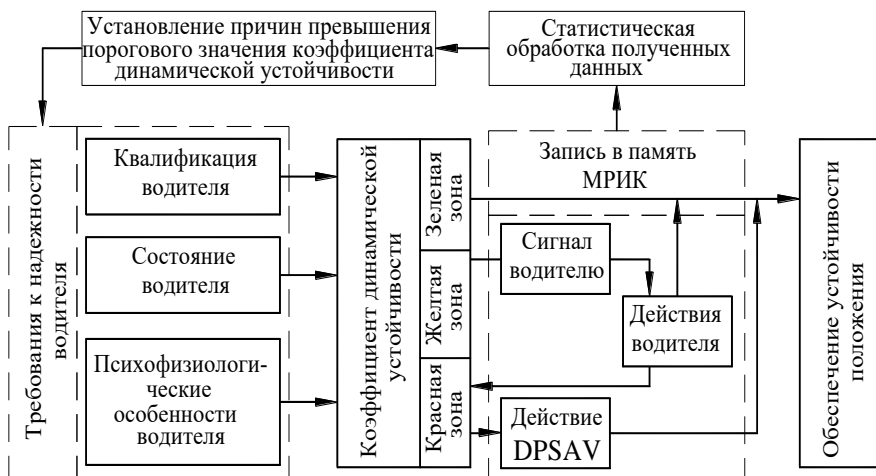 Установление причин превышения
порогового значения коэффициента
динамической устойчивости
Статистическая
обработка полученных
данных
Требования к надежности
водителя
Квалификация
водителя
Состояние
водителя
Психофизиологи-
ческие
особенности
водителя
Коэффициент динамической
устойчивости
Зеленая
зона
Желтая
зона
Красная
зона
Запись в память
МРИК
Сигнал
водителю
Действия
водителя
Действие
DPSAV
Обеспечение устойчивости
положения